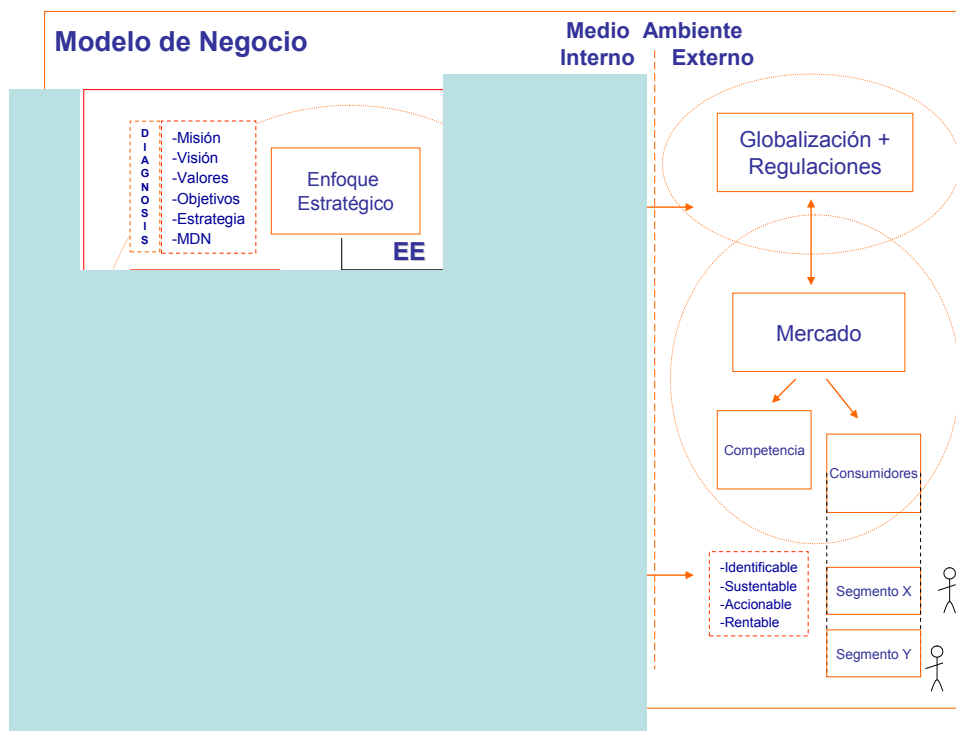 Modelo de Negocio
Medio Ambiente
Interno Externo
DIAGNOSIS
-Misión
-Visión
-Valores
-Objetivos
-Estrategia
-MDN
Enfoque
Estratégico
EE
Globalización +
Regulaciones
Mercado
Competencia
Consumidores
-Identificable
-Sustentable
-Accionable
-Rentable
Segmento X
Segmento Y